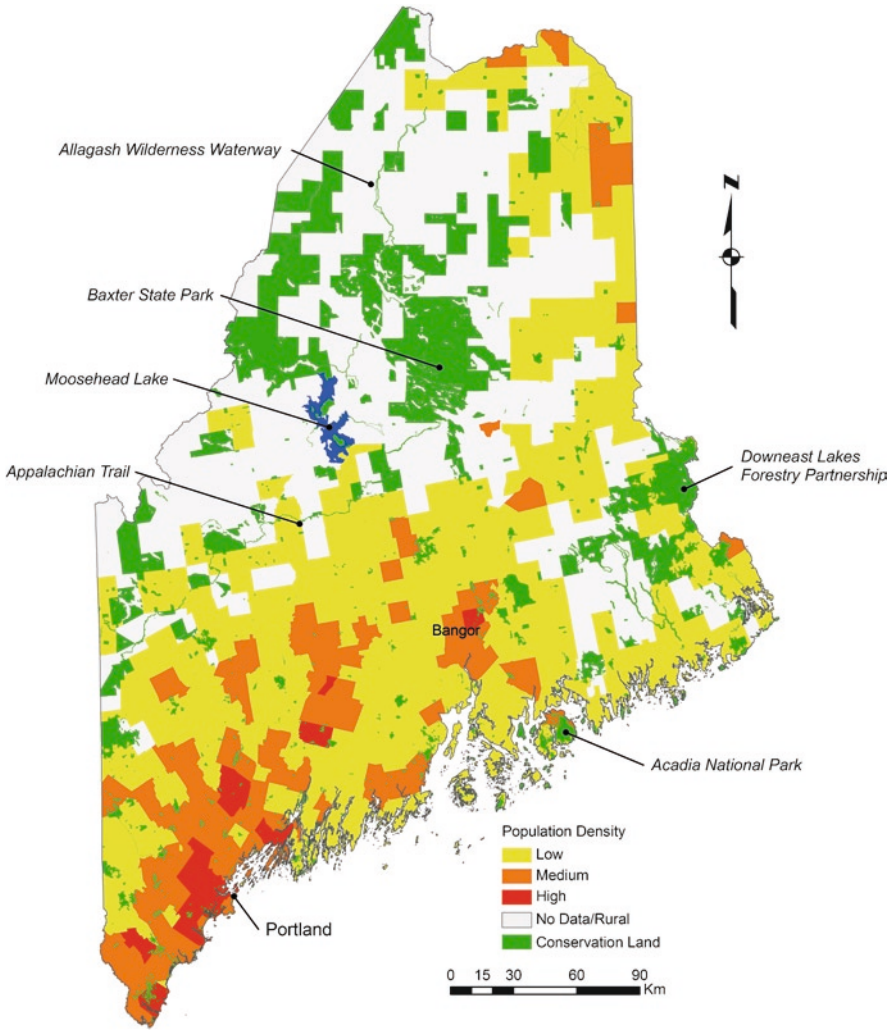 Allagash Wilderness Waterway
N
Baxter State Park
Moosehead Lake
Appalachian Trail
Downeast Lakes
Forestry Partnership
Bangor
Acadia National Park
Portland
Population Density
Low
Medium
High
No Data/Rural
Conservation Land
0 15 30 60 90
Km